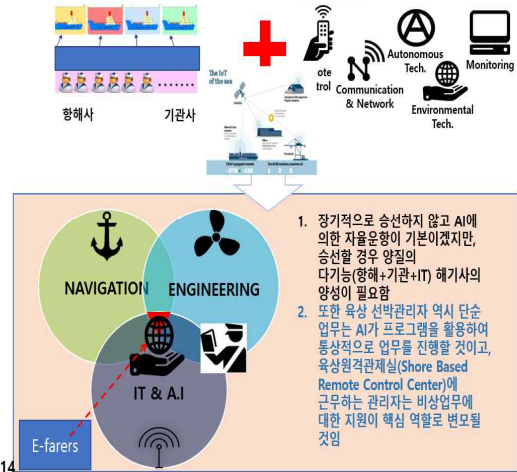 항해사
기관사
The IoT
of the sea
ote
trol
Communication
& Network
Autonomous
Tech.
Environmental
Tech.
Monitoring
NAVIGATION
ENGINEERING
IT & A.I
E-farers
1. 장기적으로 승선하지 않고 AI에
의한 자율운항이 기본이겠지만,
승선할 경우 양질의
다기능(항해+기관+IT) 해기사의
양성이 필요함
2. 또한 육상 선박관리자 역시 단순
업무는 AI가 프로그램을 활용하여
통상적으로 업무를 진행할 것이고,
육상원격관제실(Shore Based
Remote Control Center)에
근무하는 관리자는 비상업무에
대한 지원이 핵심 역할로 변모될
것임
14